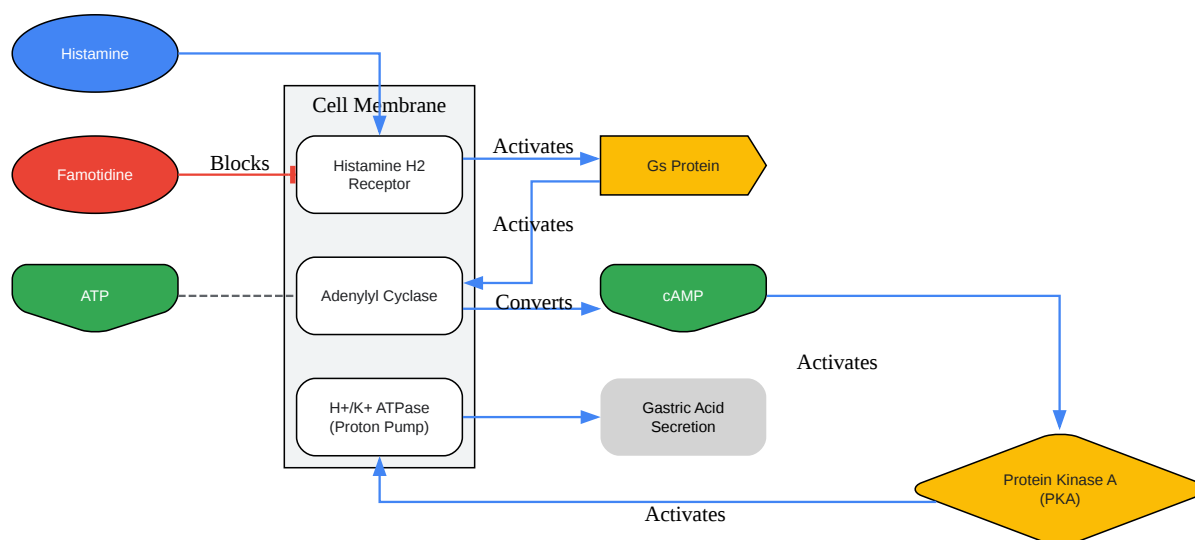 Histamine
Cell Membrane
Famotidine
Blocks
Histamine H2
Receptor
Activates
Gs Protein
Activates
ATP
Adenylyl Cyclase
Converts
cAMP
Activates
H+/K+ ATPase
(Proton Pump)
Gastric Acid
Secretion
Protein Kinase A
(PKA)
Activates